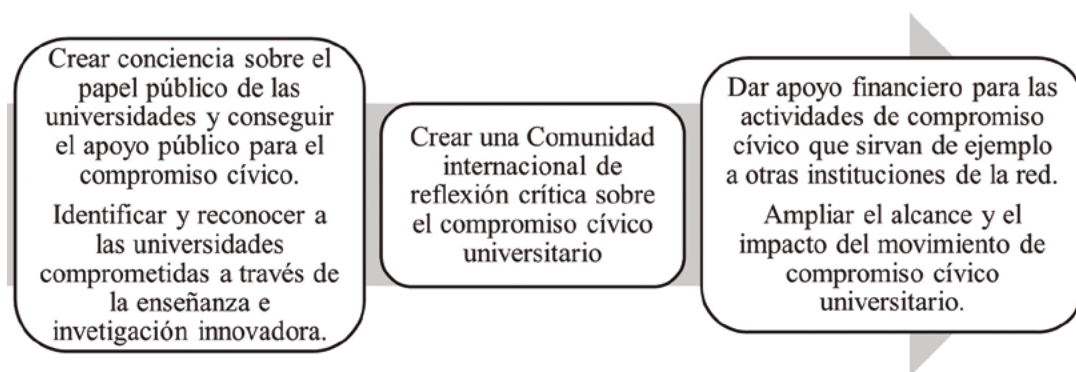 Crear conciencia sobre el
papel público de las
universidades y conseguir
el apoyo público para el
compromiso cívico.
Identificar y reconocer a
las universidades
comprometidas a través de
la enseñanza e
invetigación innovadora.
Crear una Comunidad
internacional de
reflexión crítica sobre
el compromiso cívico
universitario
Dar apoyo financiero para las
actividades de compromiso
cívico que sirvan de ejemplo
a otras instituciones de la red.
Ampliar el alcance y el
impacto del movimiento de
compromiso cívico
universitario.